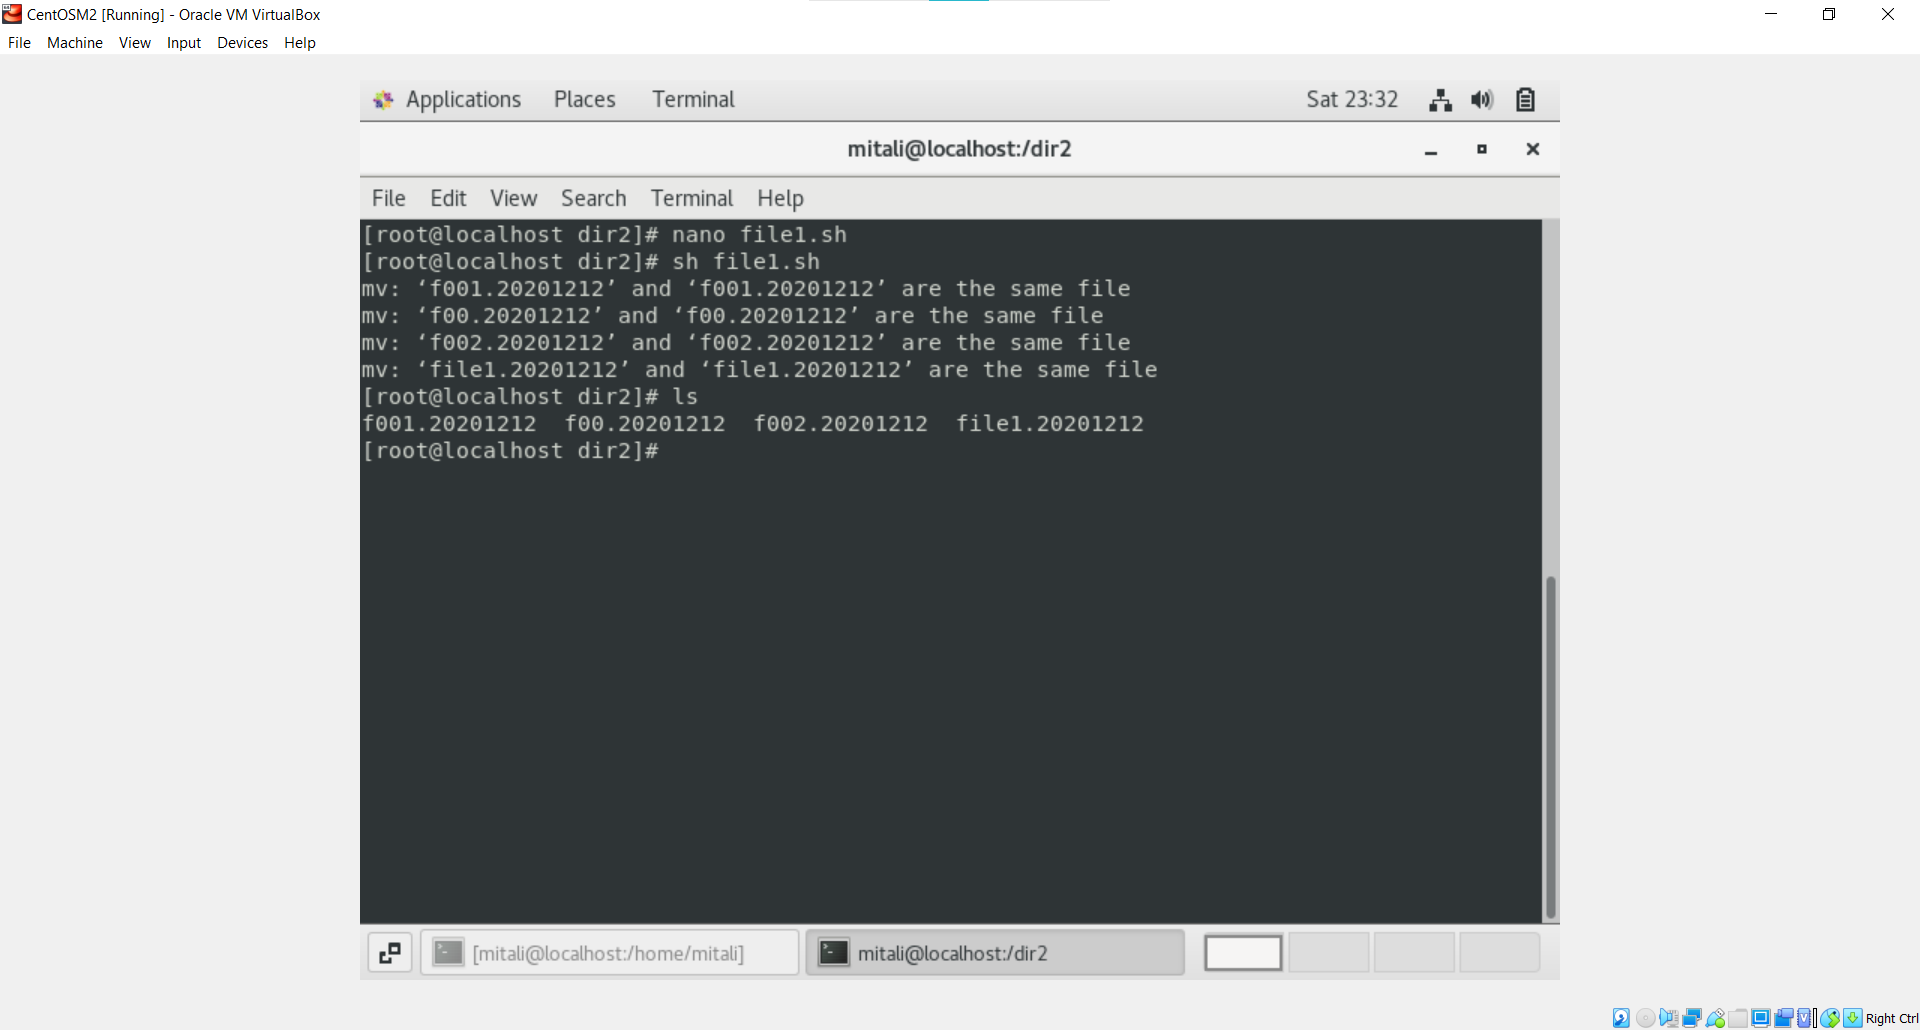 CentOSM2 [Running] - Oracle VM VirtualBox
File Machine View Input Devices Help
Applications Places Terminal Sat 23:32
mitali@localhost:/dir2
File Edit View Search Terminal Help
[root@localhost dir2]# nano file1.sh
[root@localhost dir2]# sh file1.sh
mv: ‘f001.20201212’ and ‘f001.20201212’ are the same file
mv: ‘f00.20201212’ and ‘f00.20201212’ are the same file
mv: ‘f002.20201212’ and ‘f002.20201212’ are the same file
mv: ‘file1.20201212’ and ‘file1.20201212’ are the same file
[root@localhost dir2]# ls
f001.20201212 f00.20201212 f002.20201212 file1.20201212
[root@localhost dir2]#
[mitali@localhost:/home/mitali] mitali@localhost:/dir2
Right Ctrl